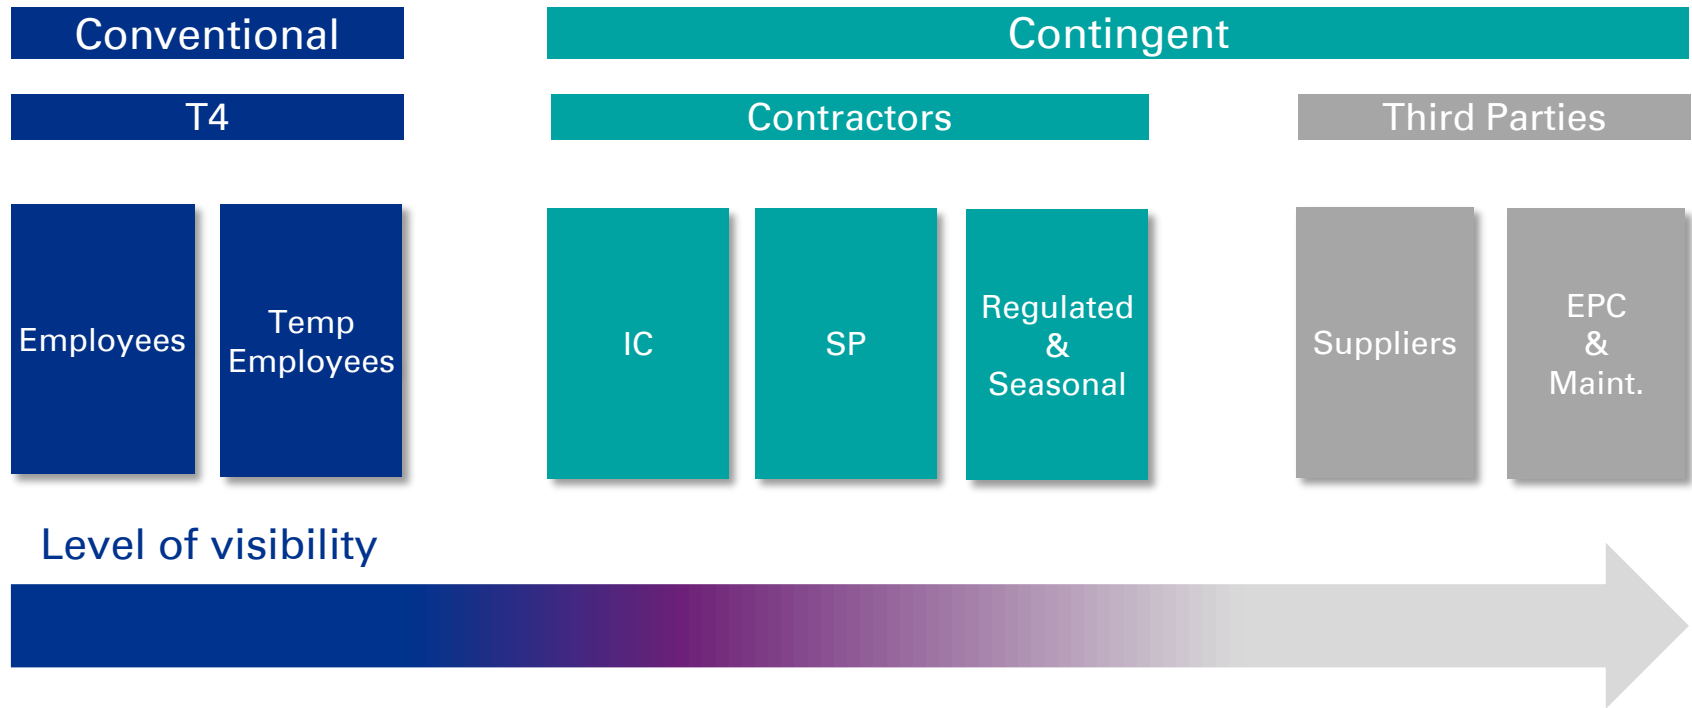 Conventional
Contingent
T4
Contractors
Third Parties
Employees
Temp
Employees
IC
SP
Regulated
&
Seasonal
Suppliers
EPC
&
Maint.
Level of visibility